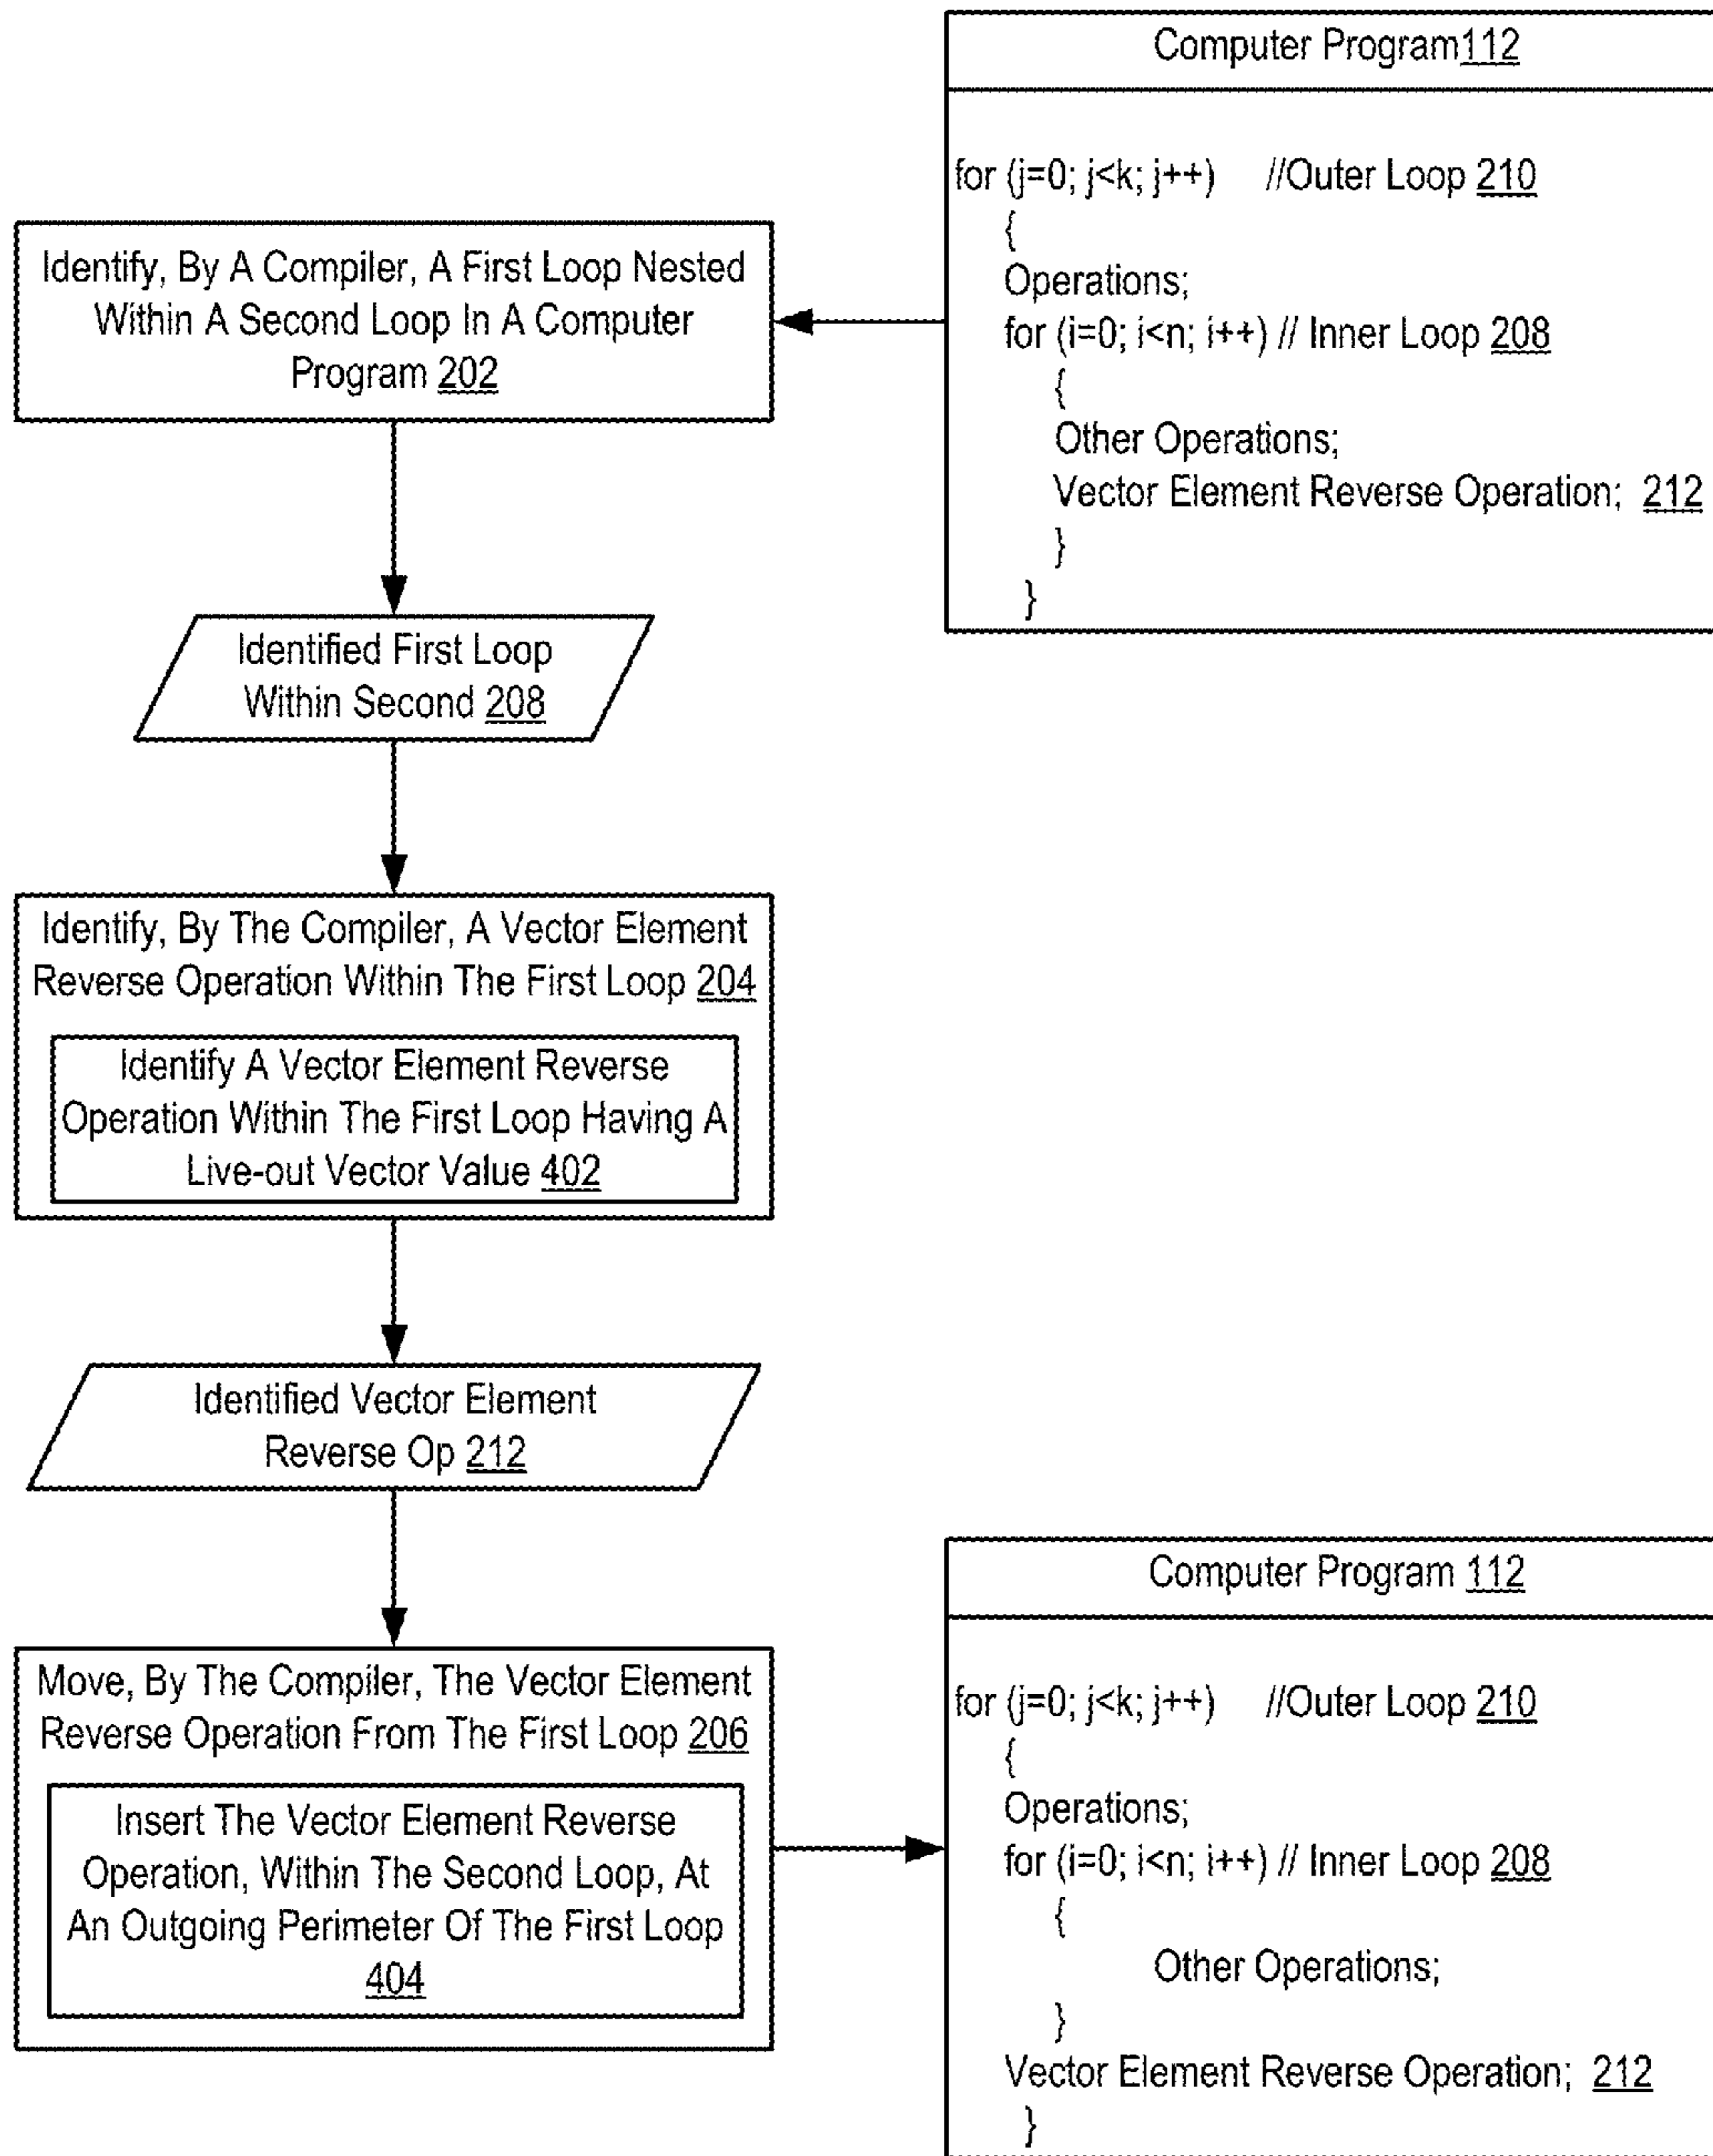 Computer Program112
for (j=0; j<k; j++) //Outer Loop 210
{
Operations;
for (i=0; i<n; i++) // Inner Loop 208
{
Other Operations;
Vector Element Reverse Operation; 212
}
}
Identify, By A Compiler, A First Loop Nested
Within A Second Loop In A Computer
Program 202
Identified First Loop
Within Second 208
Identify, By The Compiler, A Vector Element
Reverse Operation Within The First Loop 204
Identify A Vector Element Reverse
Operation Within The First Loop Having A
Live-out Vector Value 402
Identified Vector Element
Reverse Op 212
Move, By The Compiler, The Vector Element
Reverse Operation From The First Loop 206
Insert The Vector Element Reverse
Operation, Within The Second Loop, At
An Outgoing Perimeter Of The First Loop
404
Computer Program 112
for (j=0; j<k; j++) //Outer Loop 210
{
Operations;
for (i=0; i<n; i++) // Inner Loop 208
{
Other Operations;
}
Vector Element Reverse Operation; 212
}